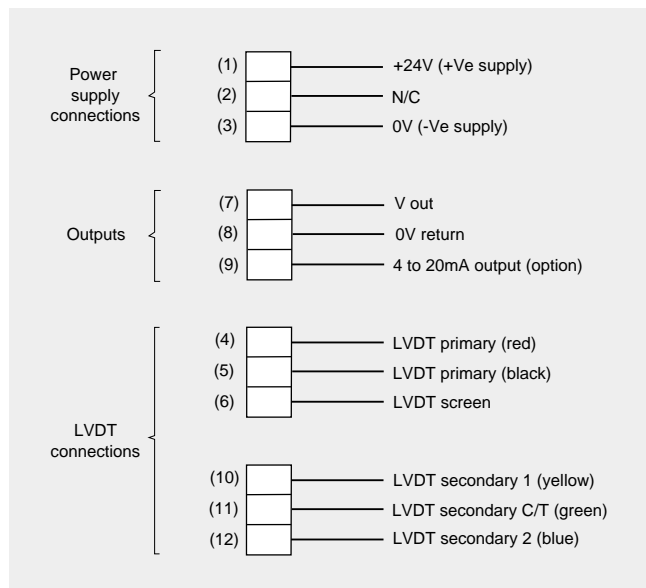 Power
supply
connections
(1) +24V (+Ve supply)
(2) N/C
(3) 0V (-Ve supply)
Outputs
(7) V out
(8) 0V return
(9) 4 to 20mA output (option)
LVDT
connections
(4) LVDT primary (red)
(5) LVDT primary (black)
(6) LVDT screen
(10) LVDT secondary 1 (yellow)
(11) LVDT secondary C/T (green)
(12) LVDT secondary 2 (blue)